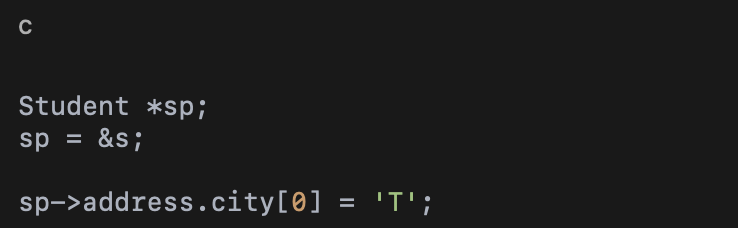 c
Student *sp;
sp = &s;
sp->address.city[0] = 'T';